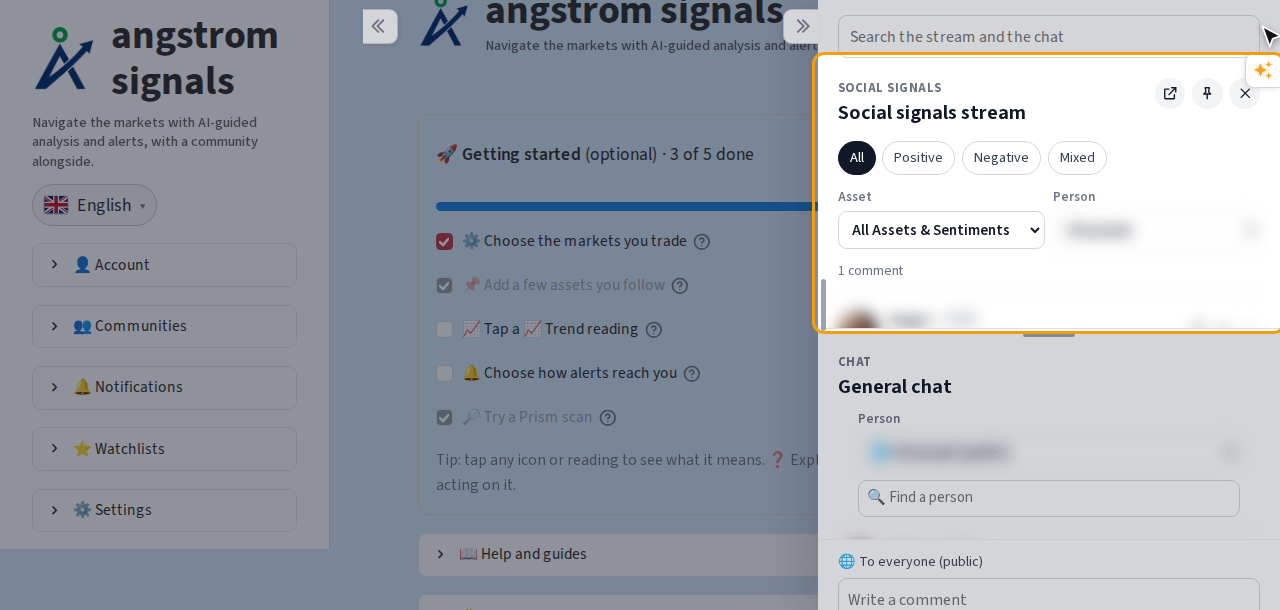 angstrom
signals
Navigate the markets with AI-guided
analysis and alerts, with a community
alongside.
English
Account
Communities
Notifications
Watchlists
Settings
angstrom signals
Navigate the markets with AI-guided analysis and alert
🚀 Getting started (optional) · 3 of 5 done
⚙️ Choose the markets you trade
📌 Add a few assets you follow
📈 Tap a 📈 Trend reading
🔔 Choose how alerts reach you
🔎 Try a Prism scan
Tip: tap any icon or reading to see what it means. ❓ Expl
acting on it.
📖 Help and guides
Search the stream and the chat
SOCIAL SIGNALS
Social signals stream
All Positive Negative Mixed
Asset Person
All Assets & Sentiments
1 comment
CHAT
General chat
Person
🔍 Find a person
🌐 To everyone (public)
Write a comment